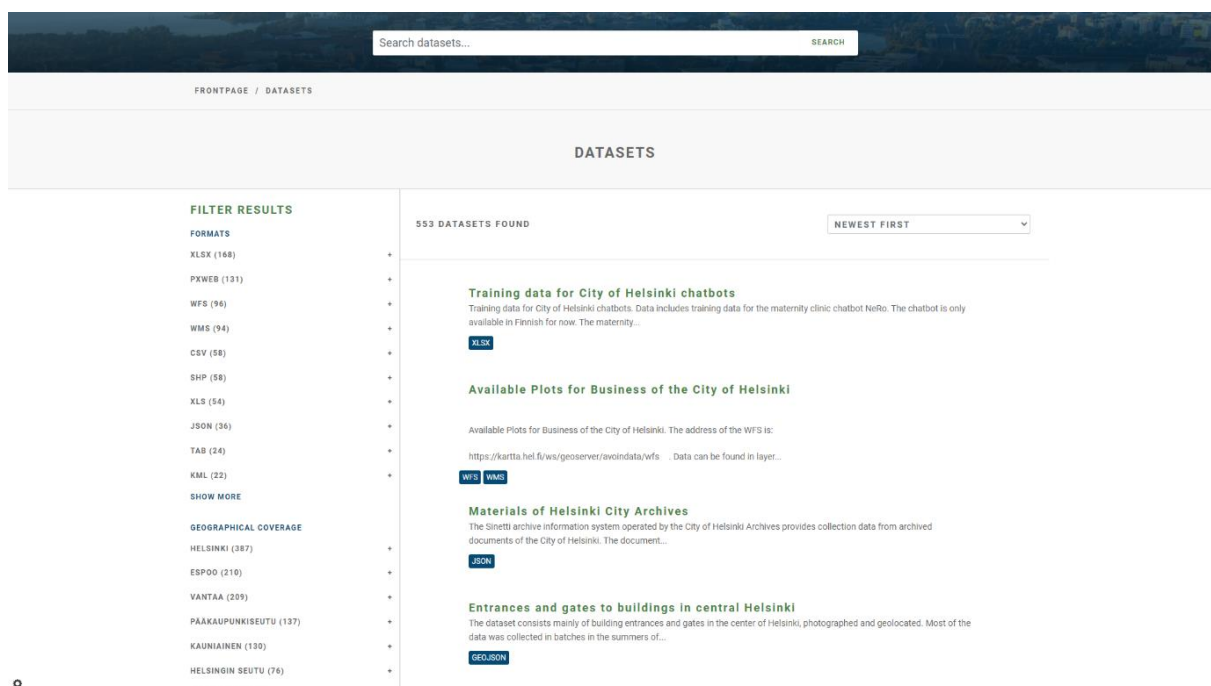 Search datasets...
SEARCH
FRONTPAGE / DATASETS
DATASETS
FILTER RESULTS
FORMATS
XLSX (168) +
PXWEB (131) +
WFS (96) +
WMS (94) +
CSV (58) +
SHP (58) +
XLS (54) +
JSON (36) +
TAB (24) +
KML (22) +
SHOW MORE
GEOGRAPHICAL COVERAGE
HELSINKI (387) +
ESPOO (210) +
VANTAA (209) +
PÄÄKAUPUNKISEUTU (137) +
KAUNIAINEN (130) +
HELSINGIN SEUTU (76) +
553 DATASETS FOUND
NEWEST FIRST
Training data for City of Helsinki chatbots
Training data for City of Helsinki chatbots. Data includes training data for the maternity clinic chatbot NeRo. The chatbot is only
available in Finnish for now. The maternity...
XLSX
Available Plots for Business of the City of Helsinki
Available Plots for Business of the City of Helsinki. The address of the WFS is:
https://kartta.hel.fi/ws/geoserver/avoindata/wfs . Data can be found in layer...
WFS WMS
Materials of Helsinki City Archives
The Sinetti archive information system operated by the City of Helsinki Archives provides collection data from archived
documents of the City of Helsinki. The document...
JSON
Entrances and gates to buildings in central Helsinki
The dataset consists mainly of building entrances and gates in the center of Helsinki, photographed and geolocated. Most of the
data was collected in batches in the summers of...
GEOJSON